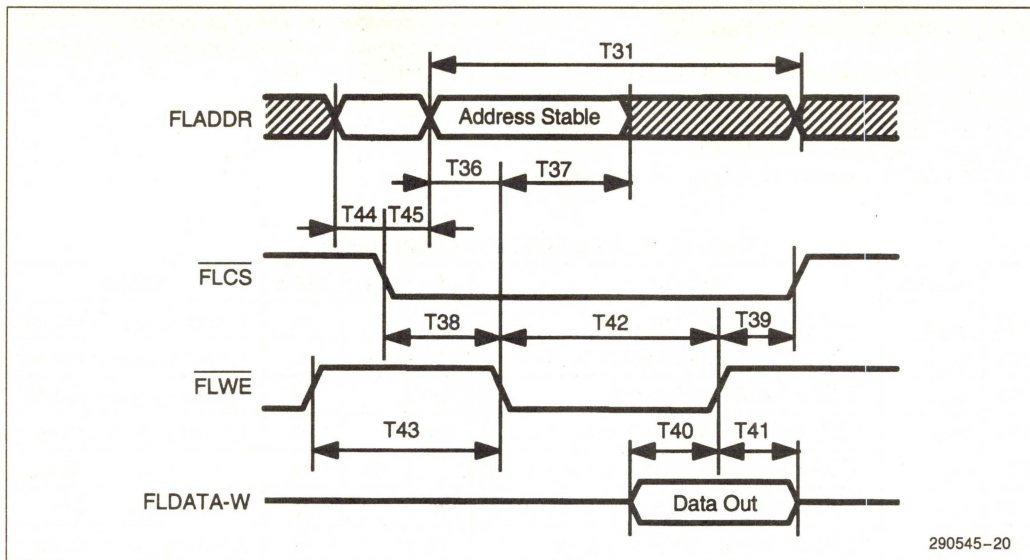 T31
FLADDR
Address Stable
T36
T37
T44
T45
FLCS
T38
T42
T39
FLWE
T43
T40
T41
FLDATA-W
Data Out
290545-20